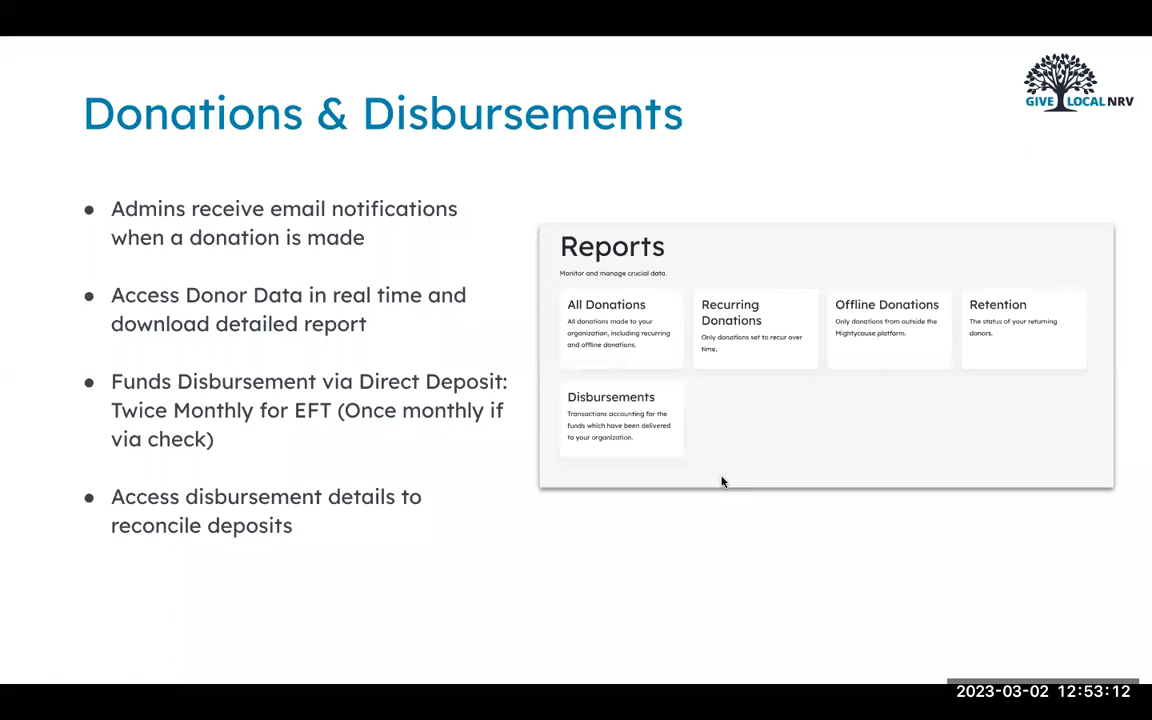 GIVE LOCAL NRV
Donations & Disbursements
● Admins receive email notifications
when a donation is made
● Access Donor Data in real time and
download detailed report
● Funds Disbursement via Direct Deposit:
Twice Monthly for EFT (Once monthly if
via check)
● Access disbursement details to
reconcile deposits
Reports
Monitor and manage crucial data.
All Donations
All donations made to your
organization, including recurring
and offline donations.
Recurring
Donations
Only donations set to recur over
time.
Offline Donations
Only donations from outside the
Mightycause platform.
Retention
The status of your returning
donors.
Disbursements
Transactions accounting for the
funds which have been delivered
to your organization.
2023-03-02 12:53:12